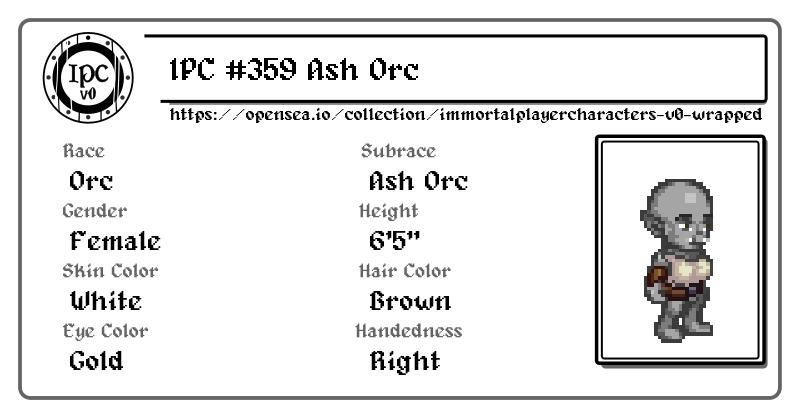 IPC
v0
IPC #359 Ash Orc
https://opensea.io/collection/immortalplayercharacters-v0-wrapped
Race
Subrace
Orc
Ash Orc
Gender
Height
Female
6'5"
Skin Color
Hair Color
White
Brown
Eye Color
Handedness
Gold
Right